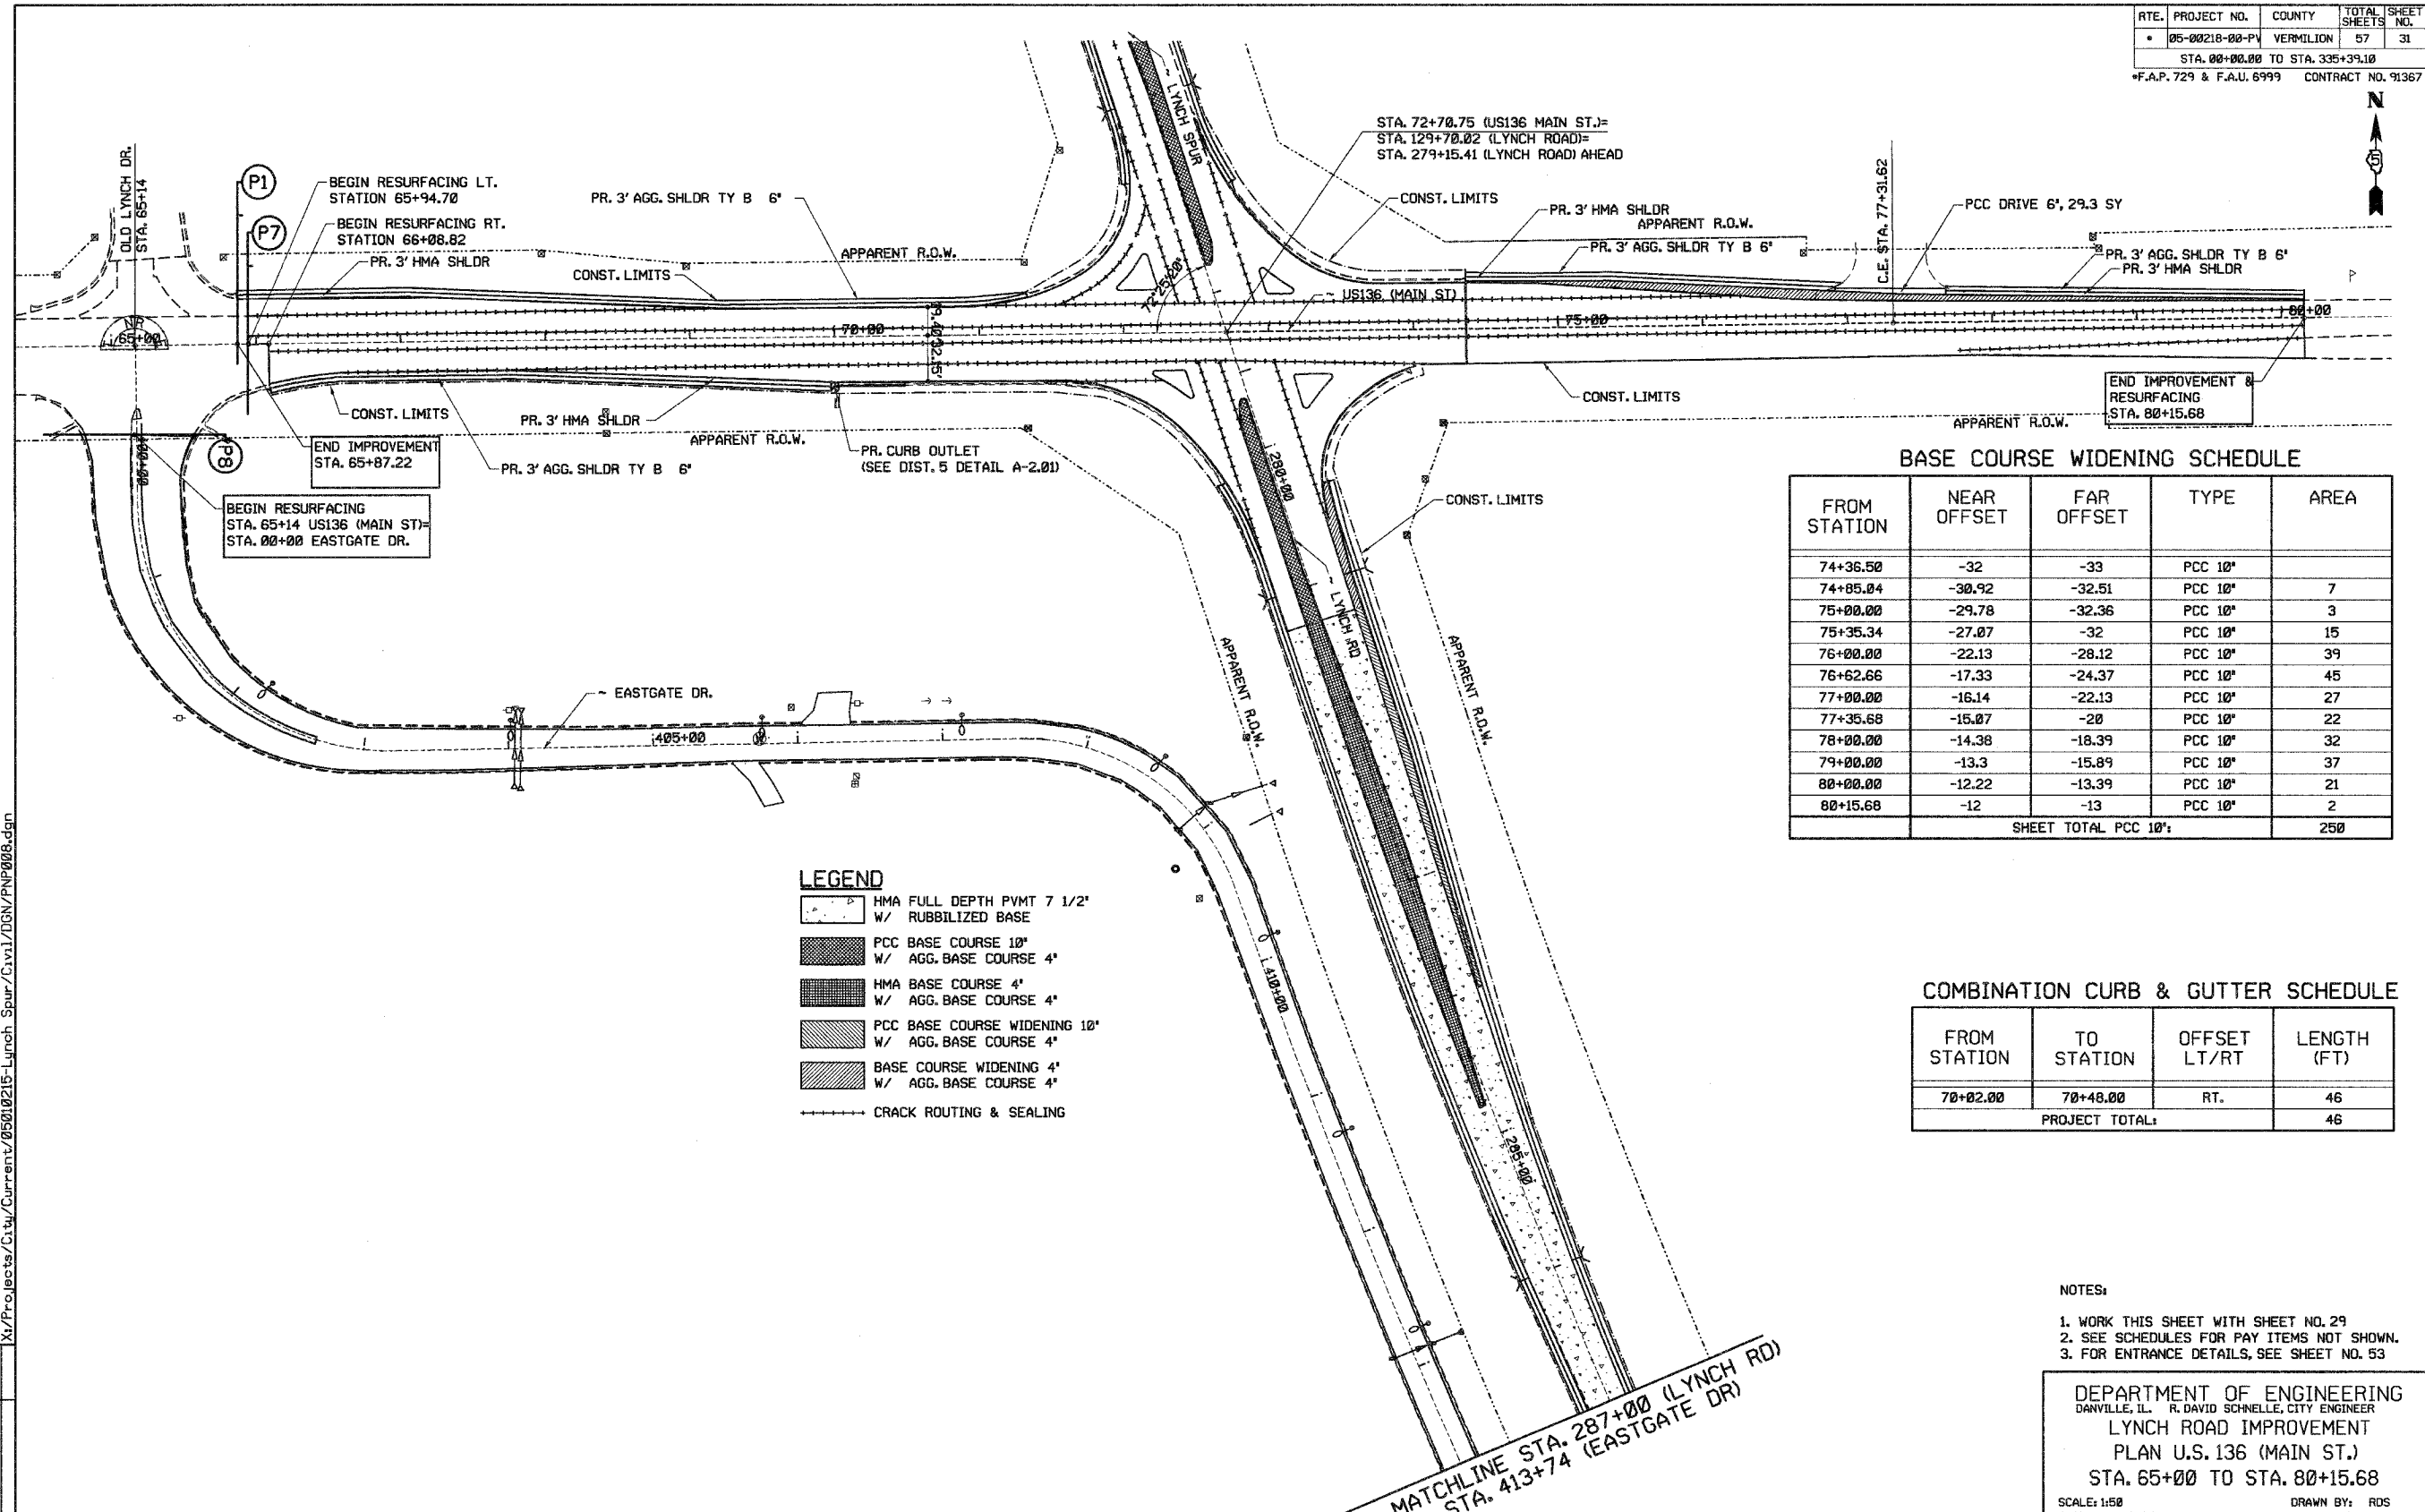 RTE. PROJECT NO. COUNTY TOTAL SHEETS SHEET NO.
* 05-00218-00-PV VERMILION 57 31
STA. 00+00.00 TO STA. 335+39.10
*F.A.P. 729 & F.A.U. 6999 CONTRACT NO. 91367
N
5
OLD LYNCH DR.
STA. 65+14
P1
P7
P8
BEGIN RESURFACING LT.
STATION 65+94.70
BEGIN RESURFACING RT.
STATION 66+08.82
PR. 3' HMA SHLDR
PR. 3' AGG. SHLDR TY B 6"
CONST. LIMITS
APPARENT R.O.W.
~ LYNCH SPUR
STA. 72+70.75 (US136 MAIN ST.)=
STA. 129+70.02 (LYNCH ROAD)=
STA. 279+15.41 (LYNCH ROAD) AHEAD
CONST. LIMITS
PR. 3' HMA SHLDR
APPARENT R.O.W.
PR. 3' AGG. SHLDR TY B 6"
C.E. STA. 77+31.62
PCC DRIVE 6", 29.3 SY
PR. 3' AGG. SHLDR TY B 6"
PR. 3' HMA SHLDR
NR
65+00
70+00
29.40'
32.15'
72°25'20"
~ US136 (MAIN ST)
75+00
80+00
CONST. LIMITS
PR. 3' HMA SHLDR
APPARENT R.O.W.
END IMPROVEMENT
STA. 65+87.22
PR. 3' AGG. SHLDR TY B 6"
PR. CURB OUTLET
(SEE DIST. 5 DETAIL A-2.01)
00+00
BEGIN RESURFACING
STA. 65+14 US136 (MAIN ST)=
STA. 00+00 EASTGATE DR.
CONST. LIMITS
END IMPROVEMENT &
RESURFACING
STA. 80+15.68
APPARENT R.O.W.
280+00
CONST. LIMITS
~ LYNCH RD
APPARENT R.O.W.
APPARENT R.O.W.
~ EASTGATE DR.
405+00
410+00
285+00
BASE COURSE WIDENING SCHEDULE
FROM STATION NEAR OFFSET FAR OFFSET TYPE AREA
74+36.50 -32 -33 PCC 10"
74+85.04 -30.92 -32.51 PCC 10" 7
75+00.00 -29.78 -32.36 PCC 10" 3
75+35.34 -27.07 -32 PCC 10" 15
76+00.00 -22.13 -28.12 PCC 10" 39
76+62.66 -17.33 -24.37 PCC 10" 45
77+00.00 -16.14 -22.13 PCC 10" 27
77+35.68 -15.07 -20 PCC 10" 22
78+00.00 -14.38 -18.39 PCC 10" 32
79+00.00 -13.3 -15.89 PCC 10" 37
80+00.00 -12.22 -13.39 PCC 10" 21
80+15.68 -12 -13 PCC 10" 2
SHEET TOTAL PCC 10": 250
LEGEND
HMA FULL DEPTH PVMT 7 1/2"
W/ RUBBILIZED BASE
PCC BASE COURSE 10"
W/ AGG. BASE COURSE 4"
HMA BASE COURSE 4"
W/ AGG. BASE COURSE 4"
PCC BASE COURSE WIDENING 10"
W/ AGG. BASE COURSE 4"
BASE COURSE WIDENING 4"
W/ AGG. BASE COURSE 4"
CRACK ROUTING & SEALING
COMBINATION CURB & GUTTER SCHEDULE
FROM STATION TO STATION OFFSET LT/RT LENGTH (FT)
70+02.00 70+48.00 RT. 46
PROJECT TOTAL: 46
MATCHLINE STA. 287+00 (LYNCH RD)
STA. 413+74 (EASTGATE DR)
NOTES:
1. WORK THIS SHEET WITH SHEET NO. 29
2. SEE SCHEDULES FOR PAY ITEMS NOT SHOWN.
3. FOR ENTRANCE DETAILS, SEE SHEET NO. 53
DEPARTMENT OF ENGINEERING
DANVILLE, IL. R. DAVID SCHNELLE, CITY ENGINEER
LYNCH ROAD IMPROVEMENT
PLAN U.S. 136 (MAIN ST.)
STA. 65+00 TO STA. 80+15.68
SCALE: 1:50 DRAWN BY: RDS
X:/Projects/City/Current/05010215-Lynch Spur/Civil/DGN/PNP008.dgn